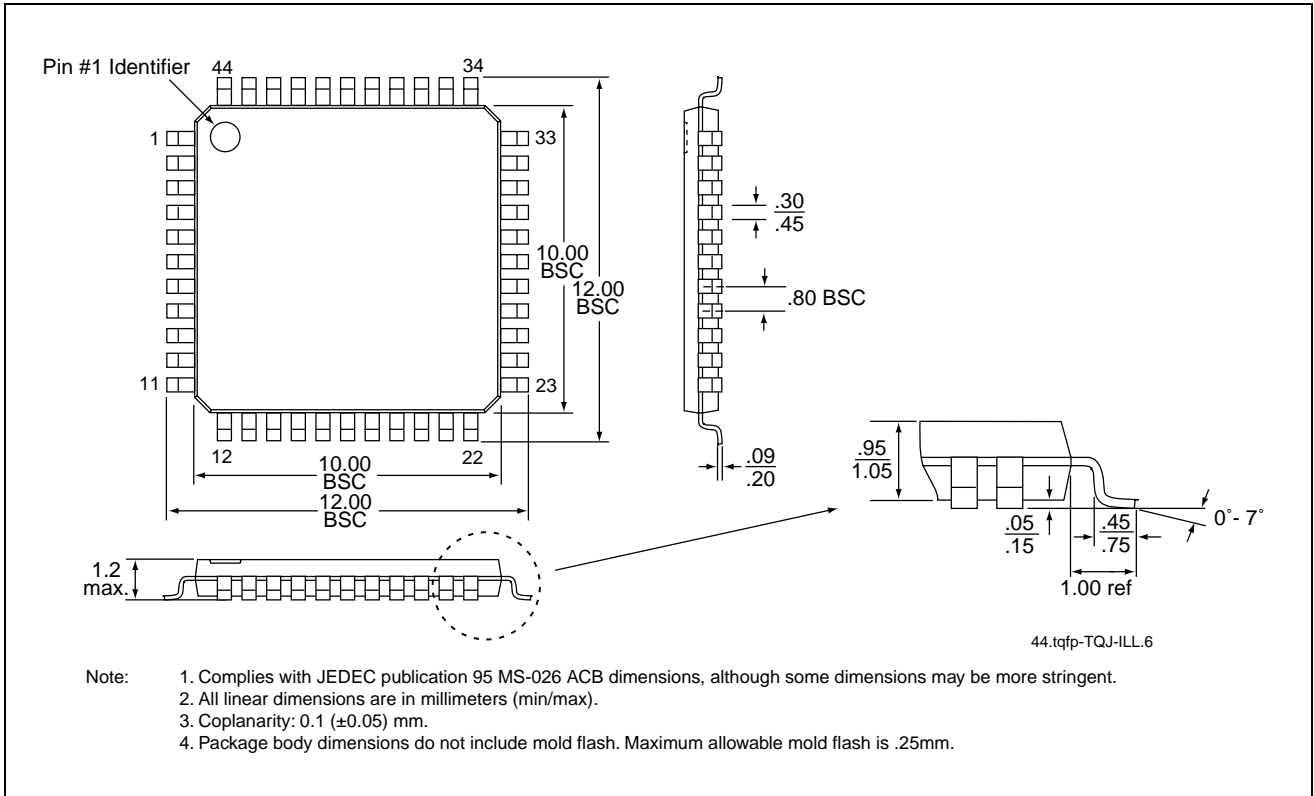 Pin #1 Identifier
44
34
1
33
.30
.45
10.00
BSC
12.00
BSC
.80 BSC
11
23
12
22
10.00
BSC
12.00
BSC
.09
.20
.95
1.05
.05
.15
.45
.75
0˚- 7˚
1.00 ref
1.2
max.
44.tqfp-TQJ-ILL.6
Note: 1. Complies with JEDEC publication 95 MS-026 ACB dimensions, although some dimensions may be more stringent.
2. All linear dimensions are in millimeters (min/max).
3. Coplanarity: 0.1 (±0.05) mm.
4. Package body dimensions do not include mold flash. Maximum allowable mold flash is .25mm.